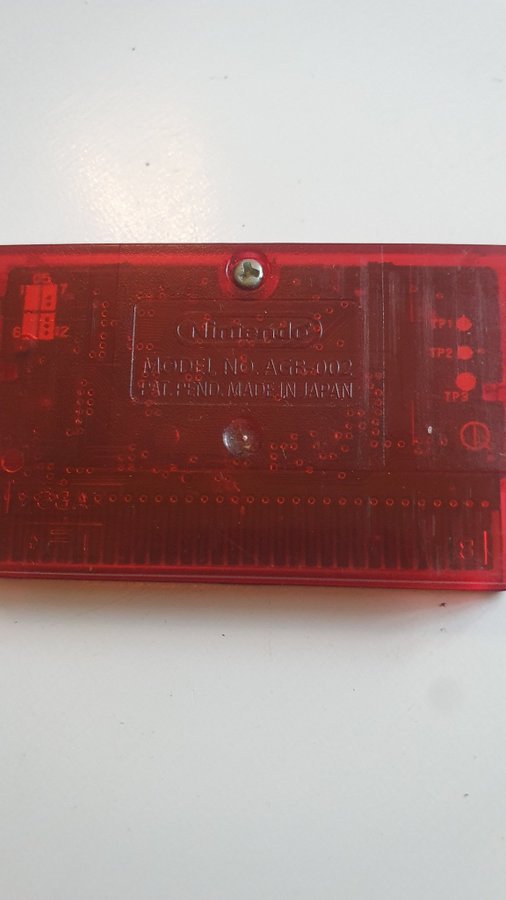 Nintendo
MODEL NO. AGB-002
PAT. PEND. MADE IN JAPAN
TP1
TP2
TP3